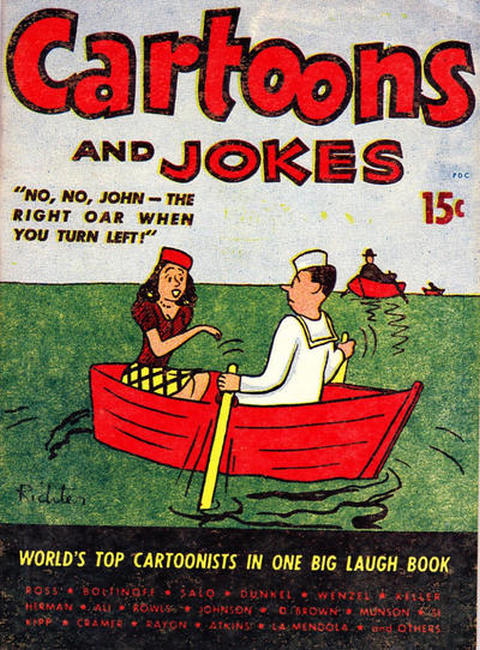 Cartoons
AND JOKES
PDC
"NO, NO, JOHN — THE
RIGHT OAR WHEN
YOU TURN LEFT!"
15¢
Richter
WORLD'S TOP CARTOONISTS IN ONE BIG LAUGH BOOK
ROSS ★ BOLTINOFF ★ SALO ★ DUNKEL ★ WENZEL ★ KELLER
HERMAN ★ ALI ★ ROWLS ★ JOHNSON ★ O. BROWN ★ MUNSON ★ SI
KIPP ★ CRAMER ★ RAYON ★ ATKINS ★ LA MENDOLA ★ and OTHERS